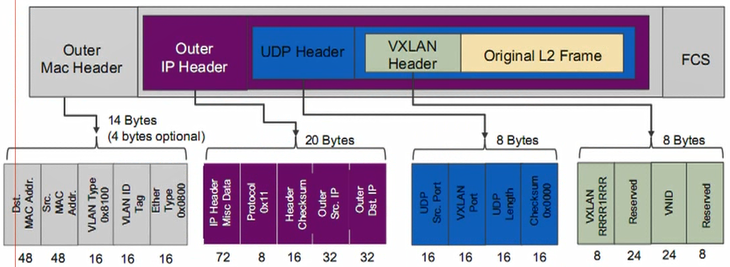 Outer
Mac Header
Outer
IP Header
UDP Header
VXLAN
Header
Original L2 Frame
FCS
14 Bytes
(4 bytes optional)
20 Bytes
8 Bytes
8 Bytes
Dst.
MAC Addr.
Src.
MAC
Addr.
VLAN Type
0x8100
VLAN ID
Tag
Ether
Type
0x0800
IP Header
Misc Data
Protocol
0x11
Header
Checksum
Outer
Src. IP
Outer
Dst. IP
UDP
Src. Port
VXLAN
Port
UDP
Length
Checksum
0x0000
VXLAN
RRRR1RRR
Reserved
VNID
Reserved
48
48
16
16
16
72
8
16
32
32
16
16
16
16
8
24
24
8